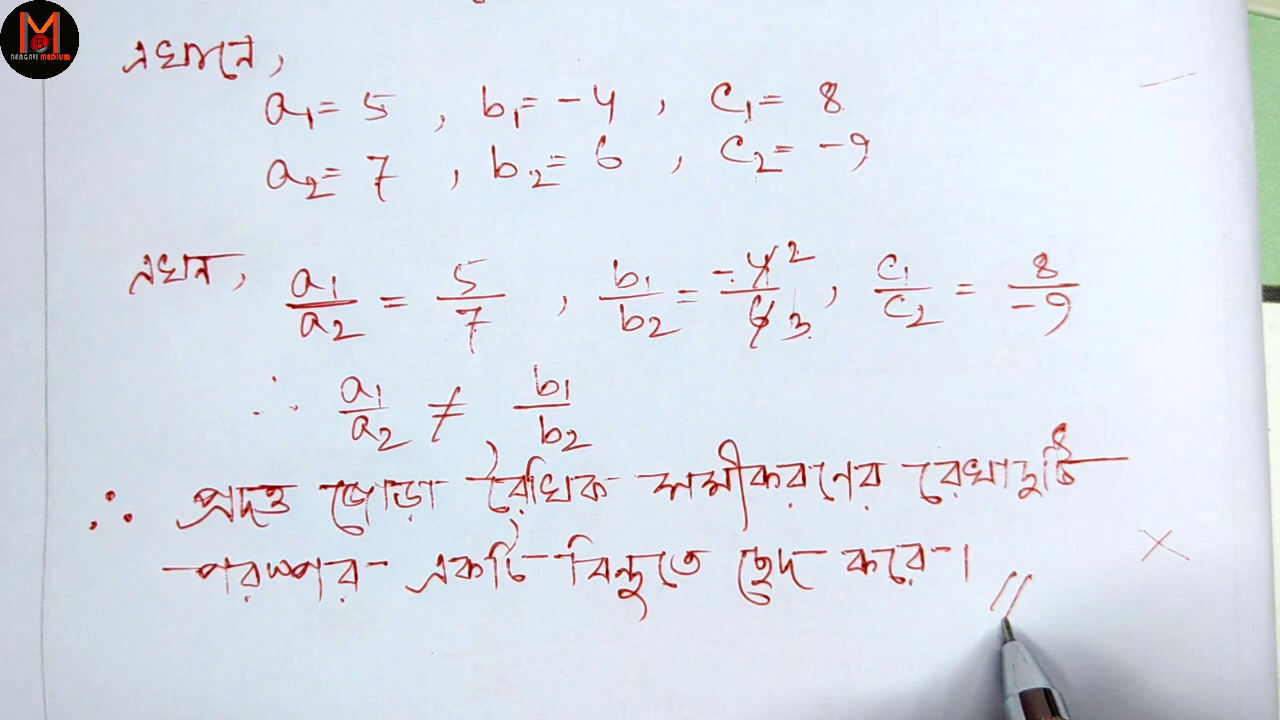 M
B
BENGALI MEDIUM
এখানে,
a₁ = 5 , b₁ = -4 , c₁ = 8
a₂ = 7 , b₂ = 6 , c₂ = -9
এখন, a₁/a₂ = 5/7 , b₁/b₂ = -4 2/6 3 , c₁/c₂ = 8/-9
∴ a₁/a₂ ≠ b₁/b₂
∴ প্রদত্ত জোড়া রৈখিক সমীকরণের রেখাদুটি
পরস্পর একটি বিন্দুতে ছেদ করে।